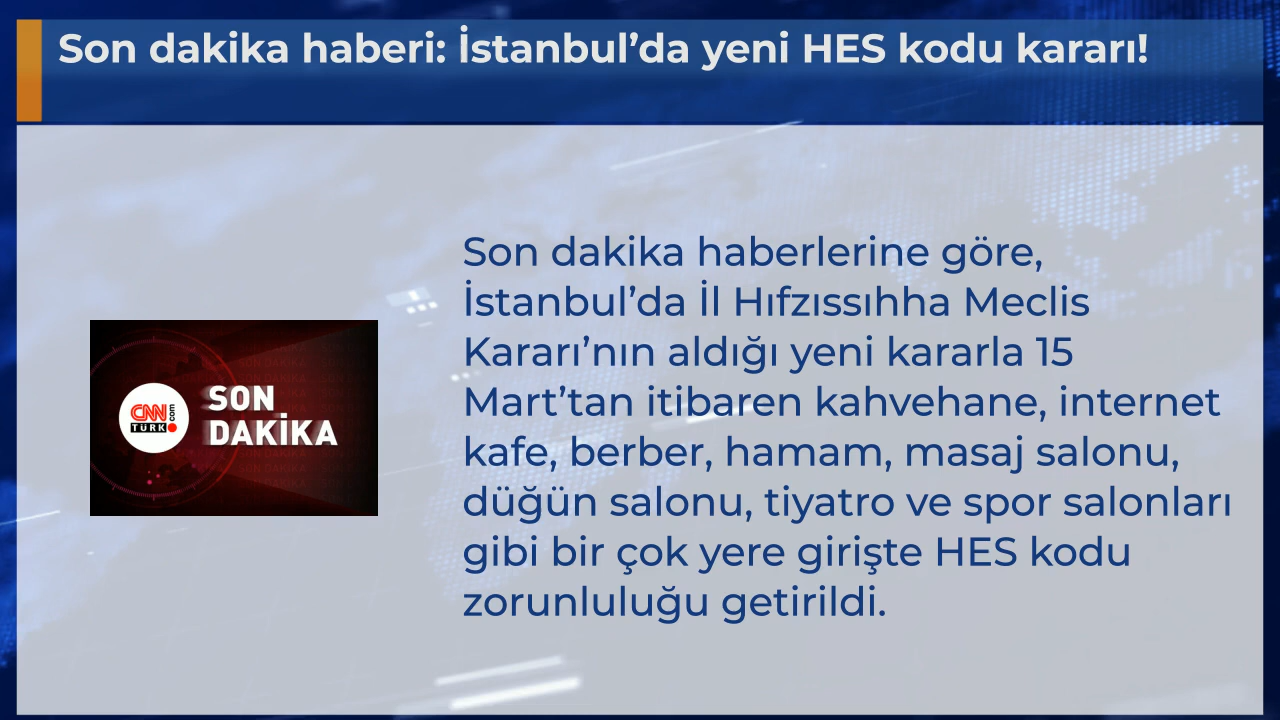 Son dakika haberi: İstanbul’da yeni HES kodu kararı!
Son dakika haberlerine göre,
İstanbul’da İl Hıfzıssıhha Meclis
Kararı’nın aldığı yeni kararla 15
Mart’tan itibaren kahvehane, internet
kafe, berber, hamam, masaj salonu,
düğün salonu, tiyatro ve spor salonları
gibi bir çok yere girişte HES kodu
zorunluluğu getirildi.
CNN
TÜRK
.com
SON
DAKİKA